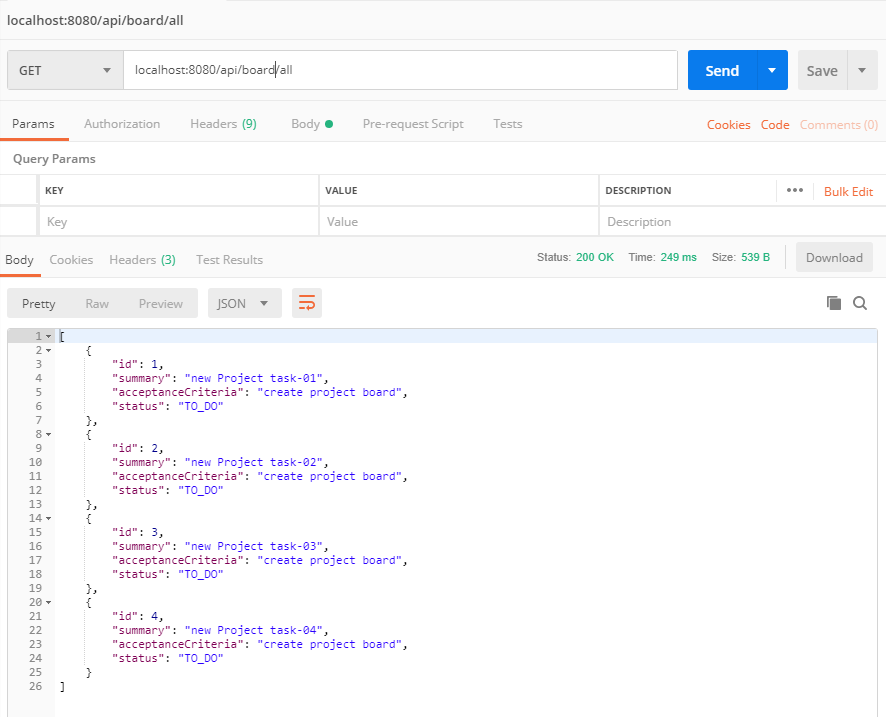 localhost:8080/api/board/all
GET localhost:8080/api/board/all Send Save
Params Authorization Headers (9) Body Pre-request Script Tests Cookies Code Comments (0)
Query Params
KEY VALUE DESCRIPTION ••• Bulk Edit
Key Value Description
Body Cookies Headers (3) Test Results Status: 200 OK Time: 249 ms Size: 539 B Download
Pretty Raw Preview JSON
1 [
2 {
3 "id": 1,
4 "summary": "new Project task-01",
5 "acceptanceCriteria": "create project board",
6 "status": "TO_DO"
7 },
8 {
9 "id": 2,
10 "summary": "new Project task-02",
11 "acceptanceCriteria": "create project board",
12 "status": "TO_DO"
13 },
14 {
15 "id": 3,
16 "summary": "new Project task-03",
17 "acceptanceCriteria": "create project board",
18 "status": "TO_DO"
19 },
20 {
21 "id": 4,
22 "summary": "new Project task-04",
23 "acceptanceCriteria": "create project board",
24 "status": "TO_DO"
25 }
26 ]